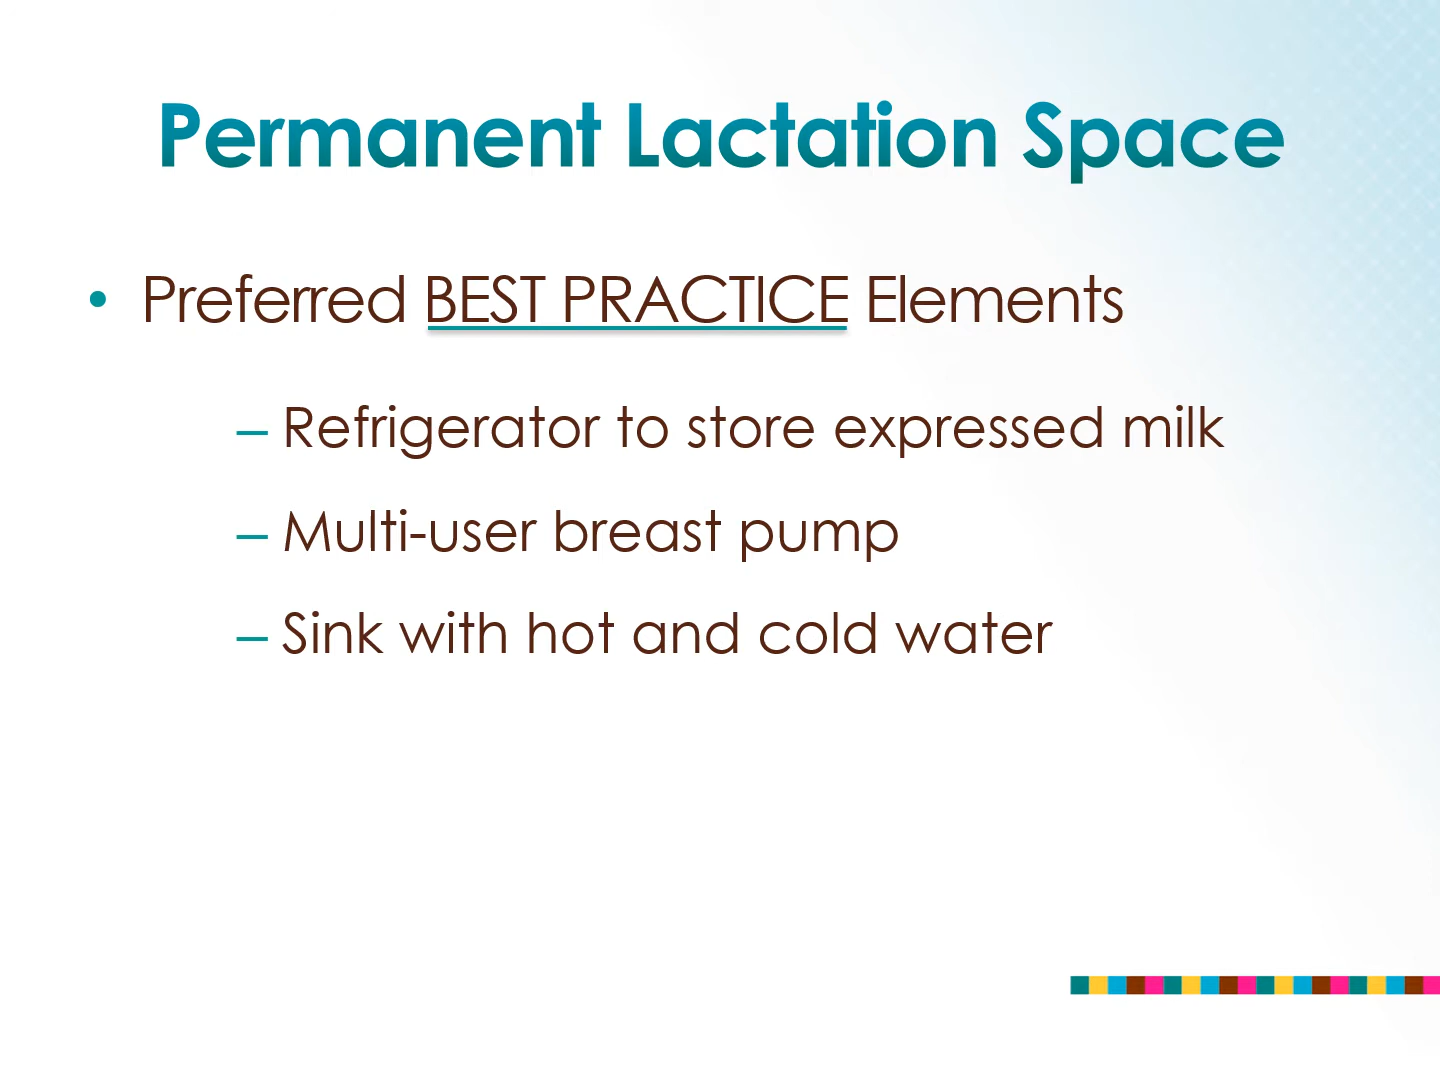 Permanent Lactation Space
• Preferred BEST PRACTICE Elements
– Refrigerator to store expressed milk
– Multi-user breast pump
– Sink with hot and cold water